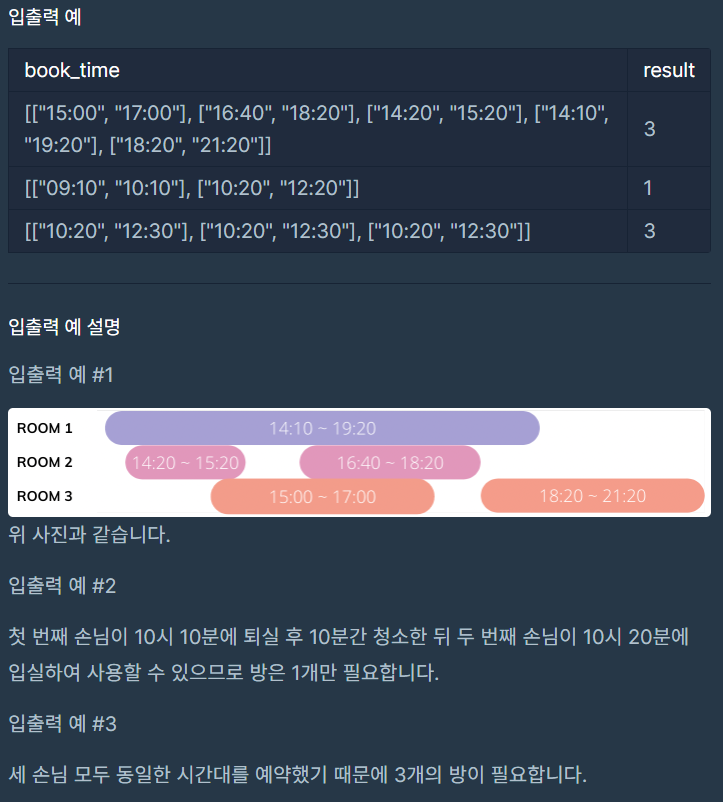 입출력 예
book_time
result
[["15:00", "17:00"], ["16:40", "18:20"], ["14:20", "15:20"], ["14:10",
"19:20"], ["18:20", "21:20"]]
3
[["09:10", "10:10"], ["10:20", "12:20"]]
1
[["10:20", "12:30"], ["10:20", "12:30"], ["10:20", "12:30"]]
3
입출력 예 설명
입출력 예 #1
ROOM 1
14:10 ~ 19:20
ROOM 2
14:20 ~ 15:20
16:40 ~ 18:20
ROOM 3
15:00 ~ 17:00
18:20 ~ 21:20
위 사진과 같습니다.
입출력 예 #2
첫 번째 손님이 10시 10분에 퇴실 후 10분간 청소한 뒤 두 번째 손님이 10시 20분에
입실하여 사용할 수 있으므로 방은 1개만 필요합니다.
입출력 예 #3
세 손님 모두 동일한 시간대를 예약했기 때문에 3개의 방이 필요합니다.